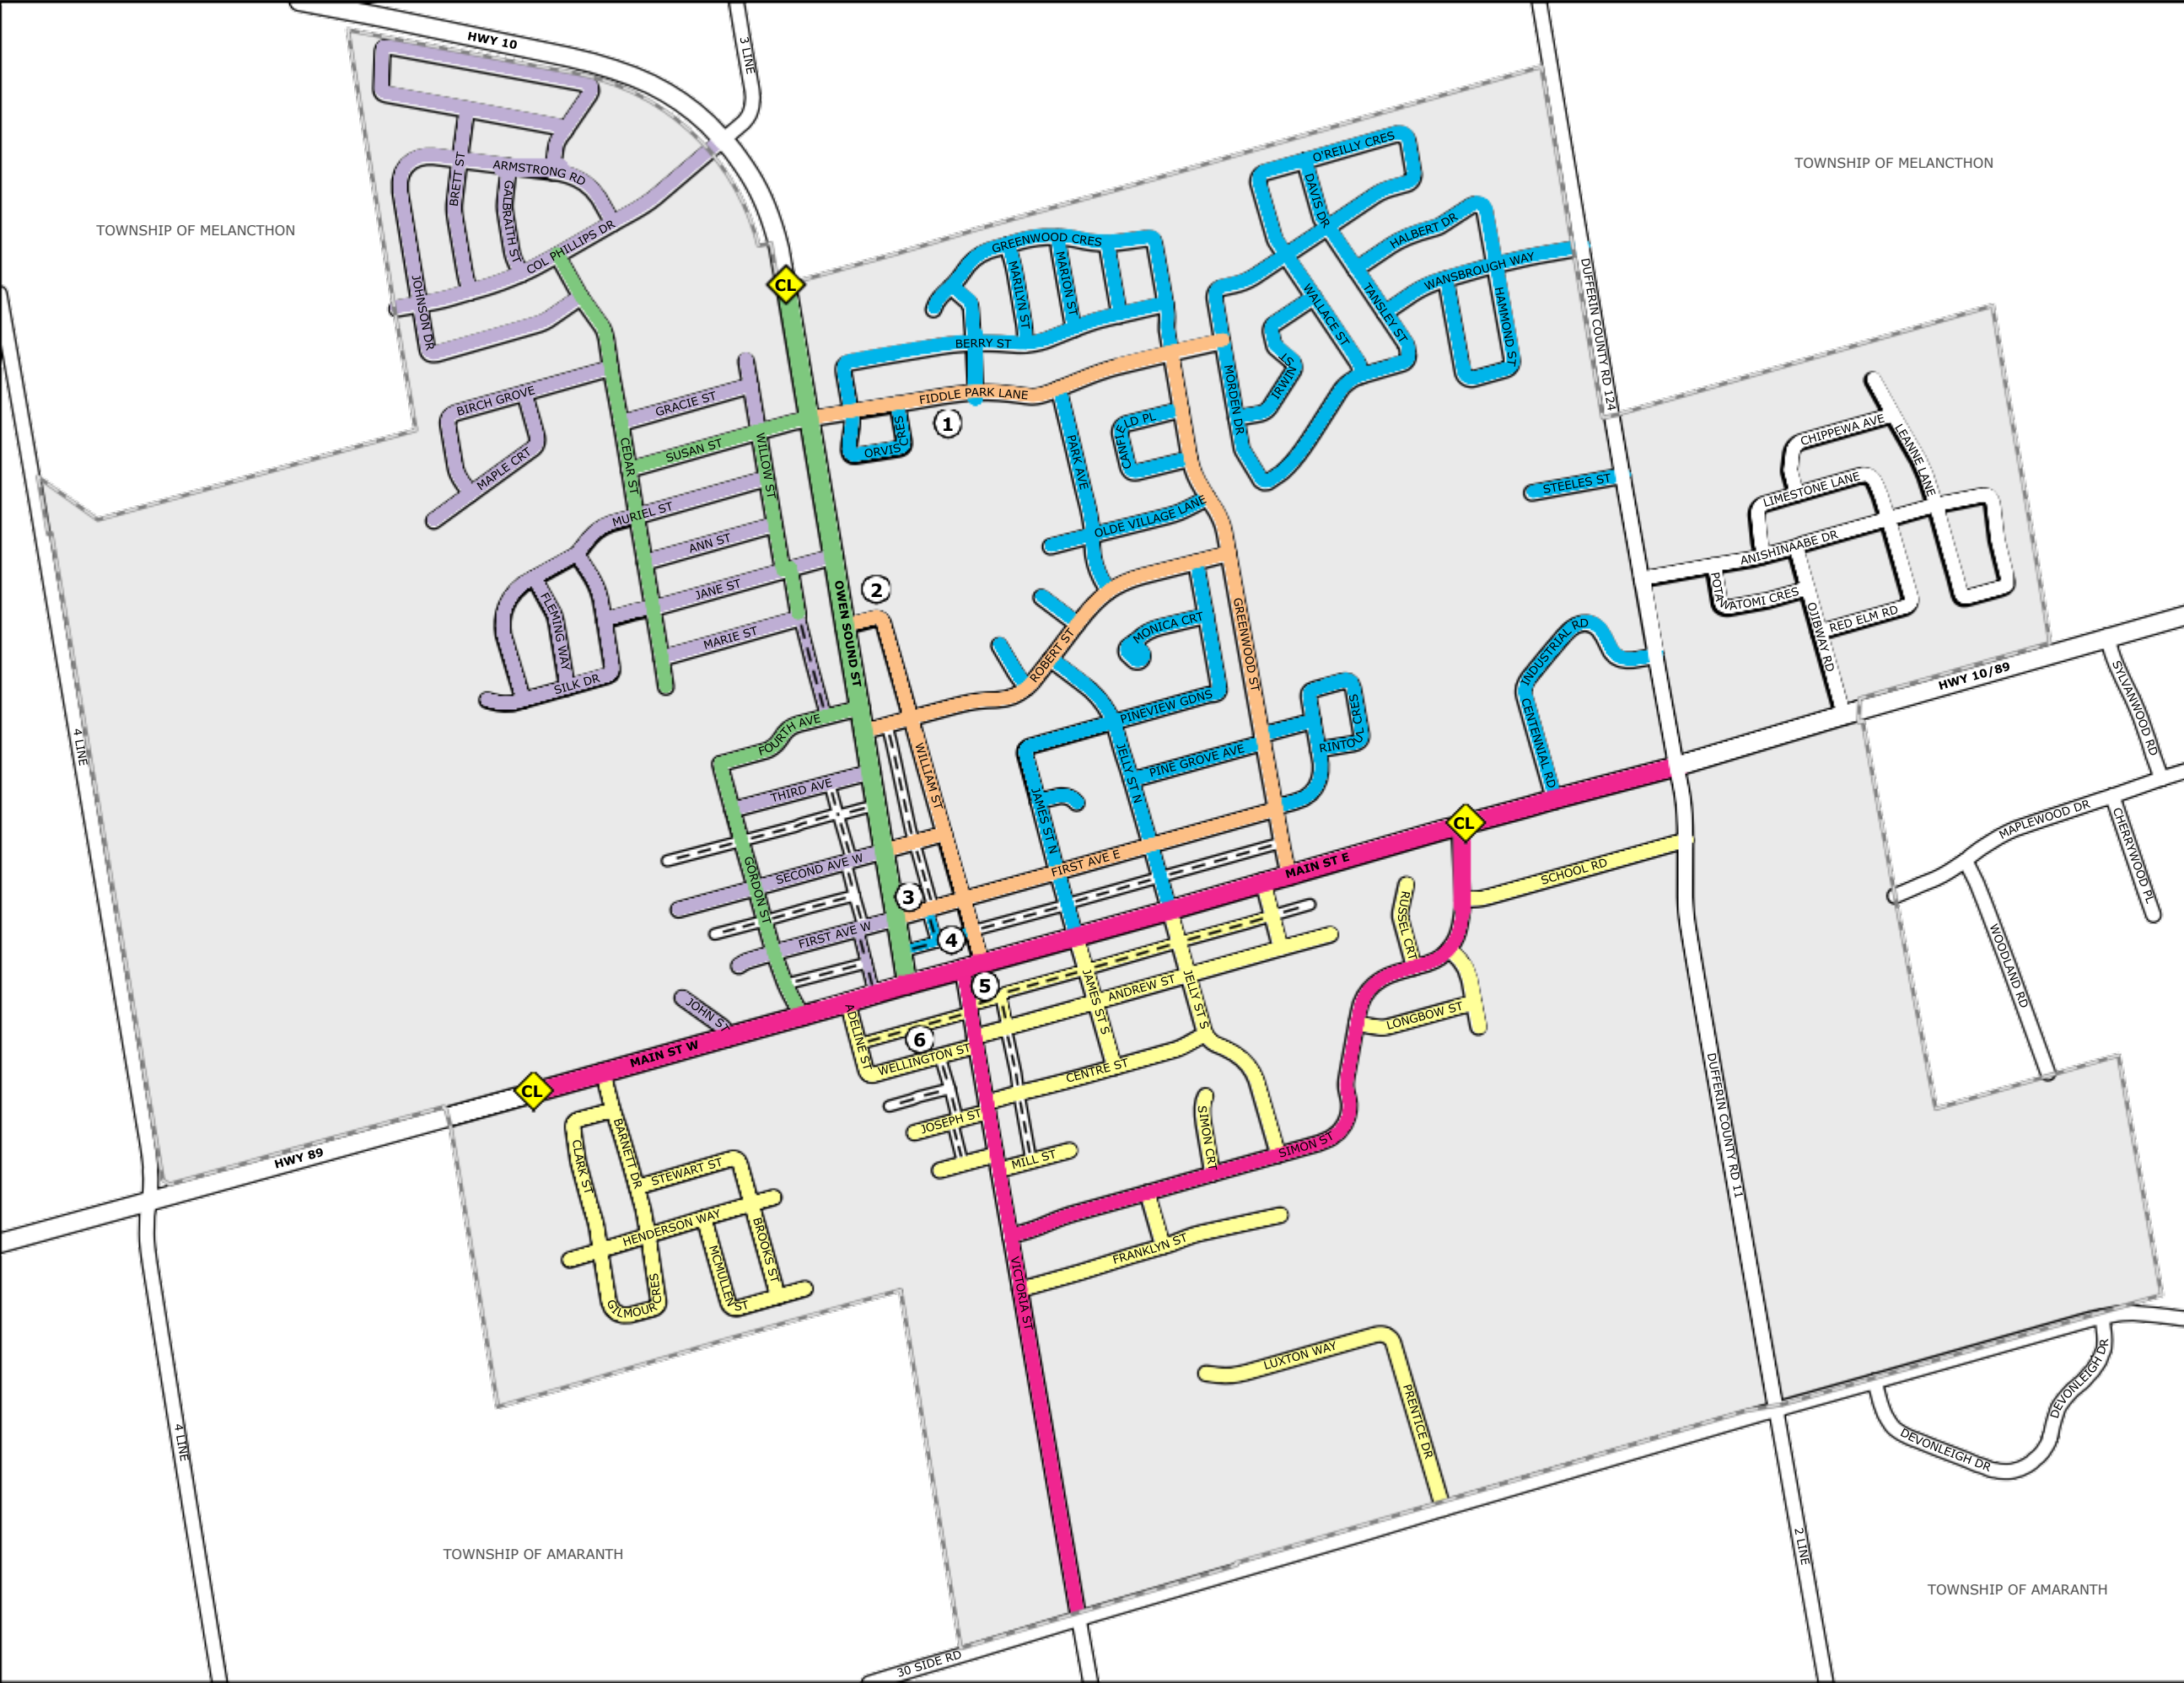 HWY 10
3 LINE
TOWNSHIP OF MELANCTHON
TOWNSHIP OF MELANCTHON
ARMSTRONG RD
BRETT ST
GALBRAITH ST
COL PHILLIPS DR
JOHNSON DR
CL
O'REILLY CRES
DAVIS DR
HALBERT DR
WANSBROUGH WAY
GREENWOOD CRES
MARILYN ST
MARION ST
BERRY ST
WALLACE ST
TANSLEY ST
HAMMOND ST
IRWIN ST
MORDEN DR
DUFFERIN COUNTY RD 124
BIRCH GROVE
MAPLE CRT
GRACIE ST
SUSAN ST
WILLOW ST
CEDAR ST
FIDDLE PARK LANE
1
ORVIS CRES
PARK AVE
CANFIELD PL
OLDE VILLAGE LANE
STEELES ST
CHIPPEWA AVE
LEANNE LANE
LIMESTONE LANE
ANISHINAABE DR
POTAWATOMI CRES
RED ELM RD
OJIBWAY RD
HWY 10/89
SYLVANWOOD RD
MURIEL ST
ANN ST
JANE ST
MARIE ST
FLEMING WAY
SILK DR
OWEN SOUND ST
2
MONICA CRT
ROBERT ST
GREENWOOD ST
PINEVIEW GDNS
PINE GROVE AVE
RINTOUL CRES
INDUSTRIAL RD
CENTENNIAL RD
4 LINE
FOURTH AVE
THIRD AVE
WILLIAM ST
JELLY ST N
JAMES ST N
SECOND AVE W
GORDON ST
FIRST AVE W
FIRST AVE E
MAIN ST E
CL
SCHOOL RD
MAPLEWOOD DR
CHERRYWOOD PL
WOODLAND RD
3
4
5
6
JOHN ST
MAIN ST W
CL
HWY 89
ADELINE ST
WELLINGTON ST
ANDREW ST
JAMES ST S
JELLY ST S
CENTRE ST
JOSEPH ST
MILL ST
RUSSEL CRT
LONGBOW ST
SIMON CRT
SIMON ST
FRANKLYN ST
VICTORIA ST
CLARK ST
BARNETT DR
STEWART ST
HENDERSON WAY
BROOKS ST
MCMULLEN ST
GILMOUR CRES
DUFFERIN COUNTY RD 11
LUXTON WAY
PRENTICE DR
DEVONLEIGH DR
DEVONLEIGH DR
4 LINE
2 LINE
TOWNSHIP OF AMARANTH
TOWNSHIP OF AMARANTH
30 SIDE RD